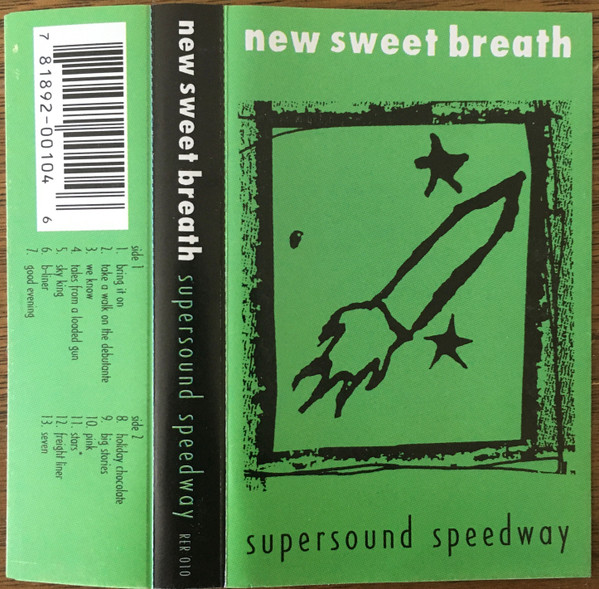 7 81892-00104 6
side 1
1. bring it on
2. take a walk on the debutante
3. we know
4. tales from a loaded gun
5. sky king
6. b-liner
7. good evening
side 2
8. holiday chocolate
9. big stories
10. pink
11. stars*
12. freight liner
13. seven
new sweet breath supersound speedway RER 010
new sweet breath
supersound speedway